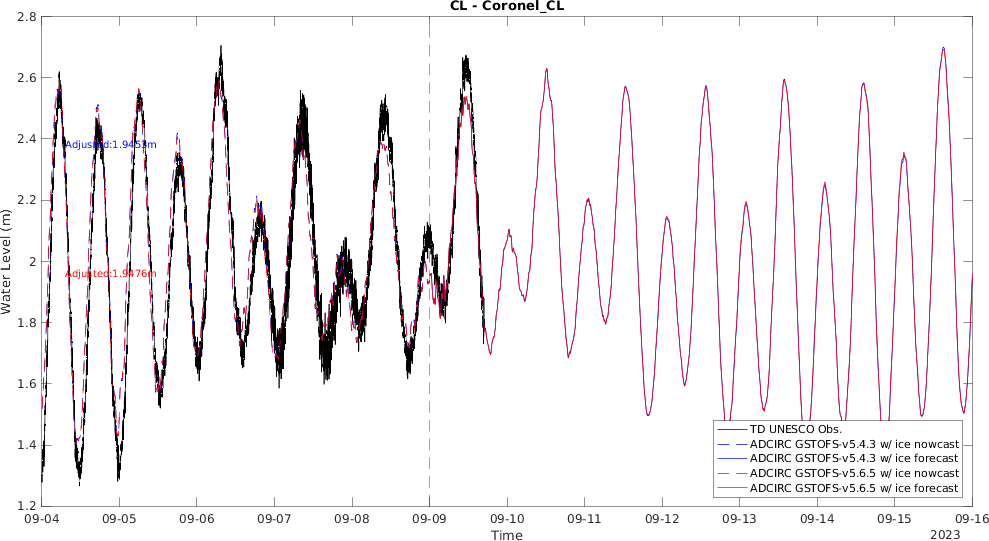 CL - Coronel_CL
2.8
2.6
2.4
2.2
2
1.8
1.6
1.4
1.2
Water Level (m)
Adjusted:1.9453m
Adjusted:1.9476m
TD UNESCO Obs.
ADCIRC GSTOFS-v5.4.3 w/ ice nowcast
ADCIRC GSTOFS-v5.4.3 w/ ice forecast
ADCIRC GSTOFS-v5.6.5 w/ ice nowcast
ADCIRC GSTOFS-v5.6.5 w/ ice forecast
09-04 09-05 09-06 09-07 09-08 09-09 09-10 09-11 09-12 09-13 09-14 09-15 09-16
Time
2023